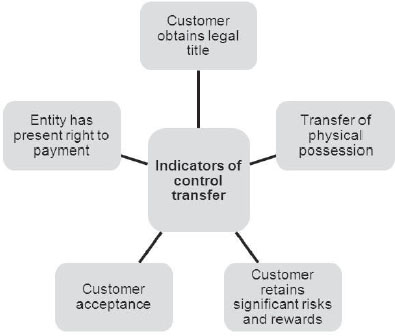 Customer
obtains legal
title
Entity has
present right to
payment
Transfer of
physical
possession
Indicators of
control
transfer
Customer
acceptance
Customer
retains
significant risks
and rewards